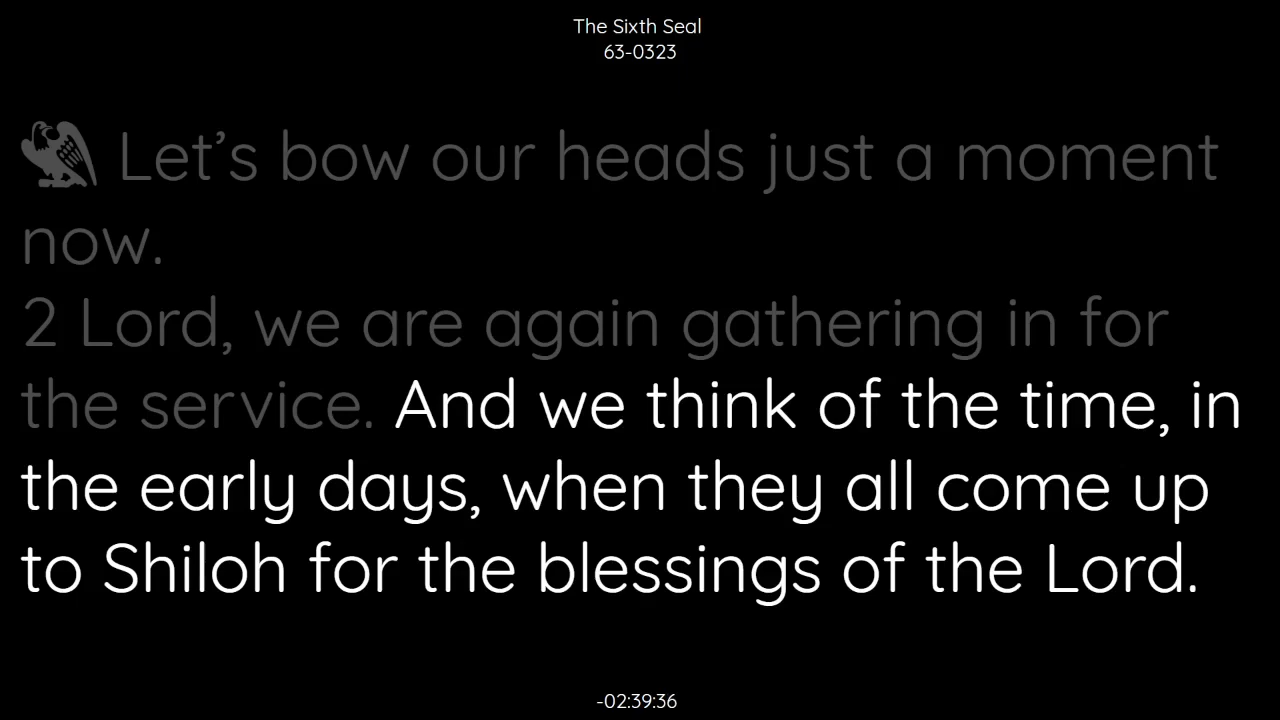 The Sixth Seal
63-0323
Let’s bow our heads just a moment
now.
2 Lord, we are again gathering in for
the service. And we think of the time, in
the early days, when they all come up
to Shiloh for the blessings of the Lord.
-02:39:36